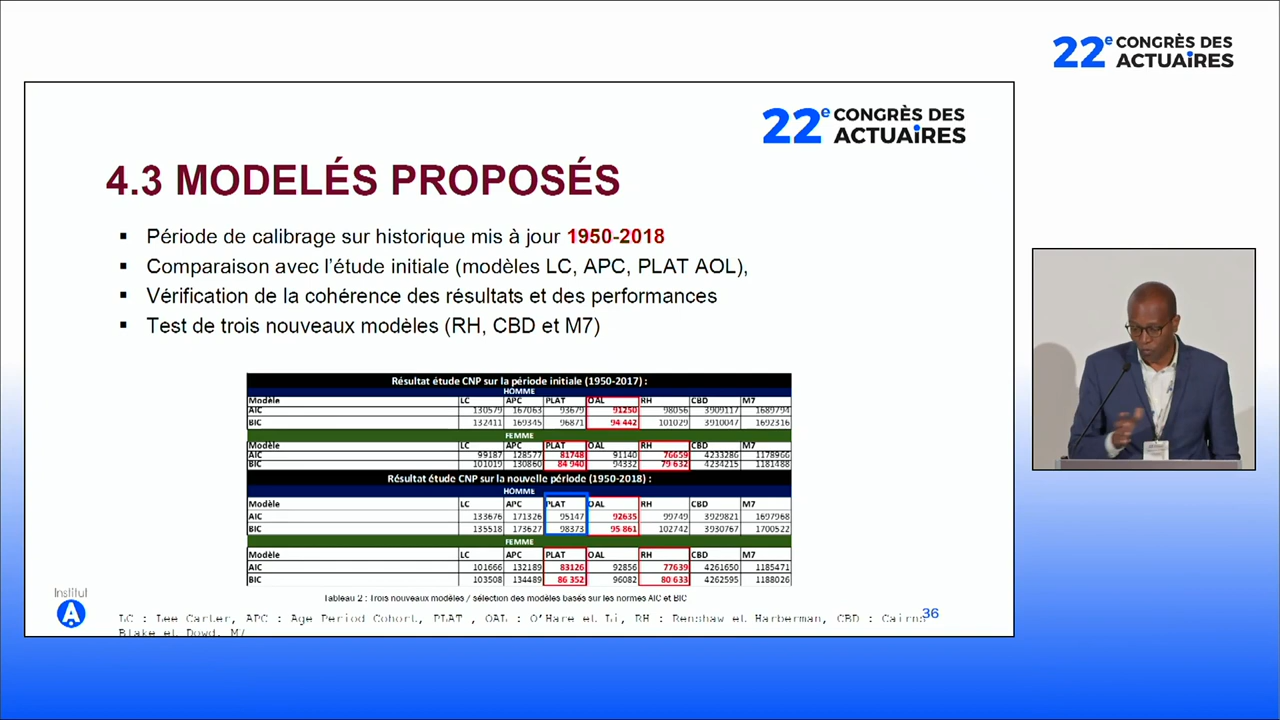 22e CONGRÈS DES
ACTUAiRES
22e CONGRÈS DES
ACTUAiRES
4.3 MODELÉS PROPOSÉS
▪ Période de calibrage sur historique mis à jour 1950-2018
▪ Comparaison avec l'étude initiale (modèles LC, APC, PLAT AOL),
▪ Vérification de la cohérence des résultats et des performances
▪ Test de trois nouveaux modèles (RH, CBD et M7)
Résultat étude CNP sur la période initiale (1950-2017) :
HOMME
Modèle LC APC PLAT OAL RH CBD M7
AIC 130579 167063 93679 91250 98056 3909117 1689794
BIC 132411 169345 96871 94 442 101029 3910047 1692316
FEMME
Modèle LC APC PLAT OAL RH CBD M7
AIC 99187 128577 81748 91140 76659 4233286 1178966
BIC 101019 130860 84 940 94332 79 632 4234215 1181488
Résultat étude CNP sur la nouvelle période (1950-2018) :
HOMME
Modèle LC APC PLAT OAL RH CBD M7
AIC 133676 171326 95147 92635 99749 3929821 1697968
BIC 135518 173627 98373 95 861 102742 3930767 1700522
FEMME
Modèle LC APC PLAT OAL RH CBD M7
AIC 101666 132189 83126 92856 77639 4261650 1185471
BIC 103508 134489 86 352 96082 80 633 4262595 1188026
Tableau 2 : Trois nouveaux modèles / sélection des modèles basés sur les normes AIC et BIC
Institut
A
LC : Lee Carter, APC : Age Period Cohort, PLAT , OAL : O'Hare et Li, RH : Renshaw et Harberman, CBD : Cairns
Blake et Dowd, M7
36